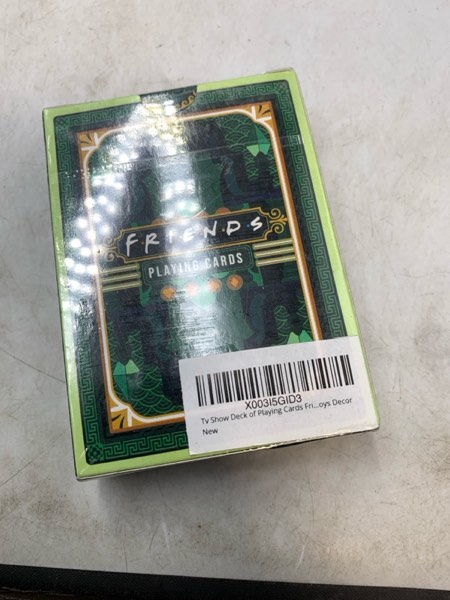 FRIENDS
PLAYING CARDS
X003I5GID3
Tv Show Deck of Playing Cards Fri...oys Decor
New